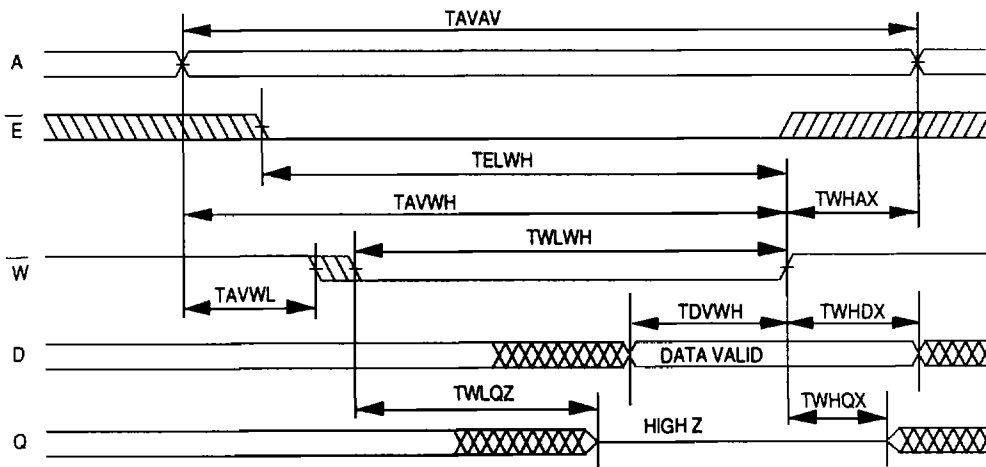 TAVAV
A
E
TELWH
TAVWH TWHAX
TWLWH
W
TAVWL
TDVWH TWHDX
D DATA VALID
TWLQZ TWHQX
Q HIGH Z